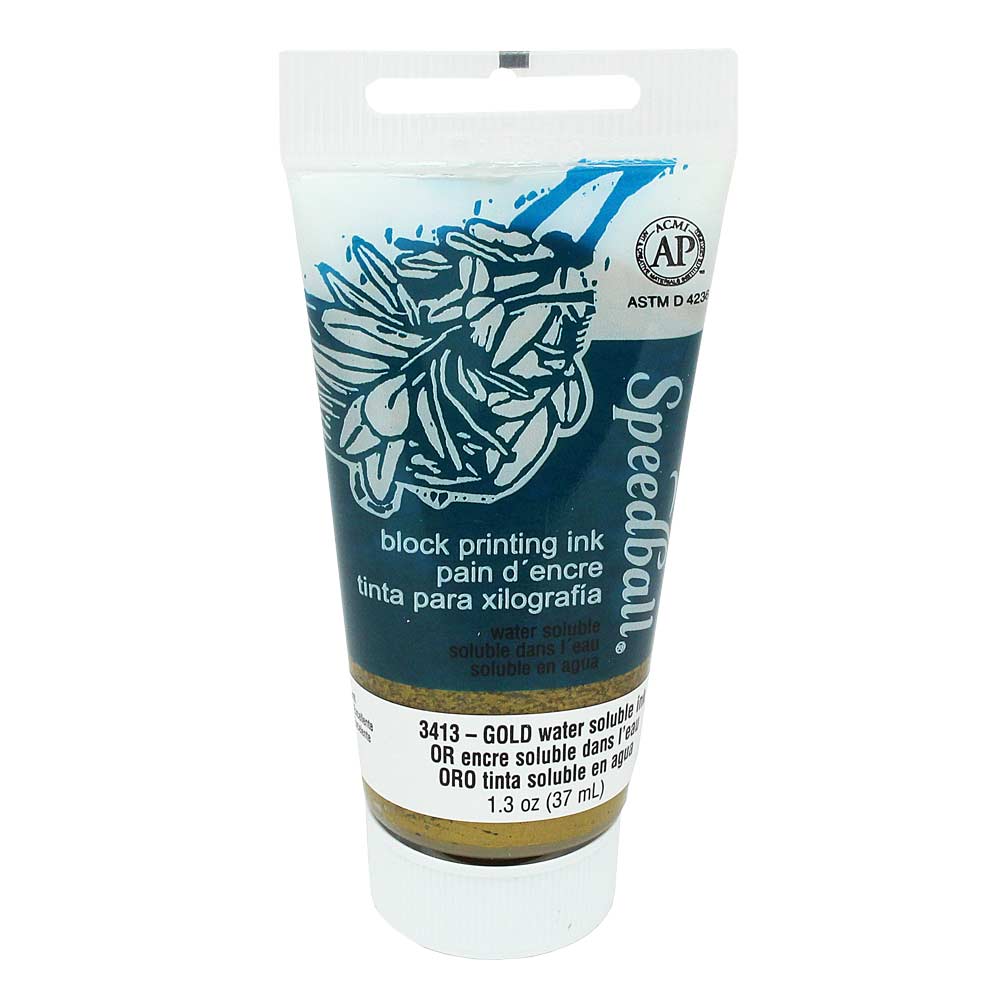 ACMI
AP
ASTM D 4236
Speedball®
block printing ink
pain d´encre
tinta para xilografía
water soluble
soluble dans l´eau
soluble en agua
3413 – GOLD water soluble ink
OR encre soluble dans l'eau
ORO tinta soluble en agua
1.3 oz (37 mL)